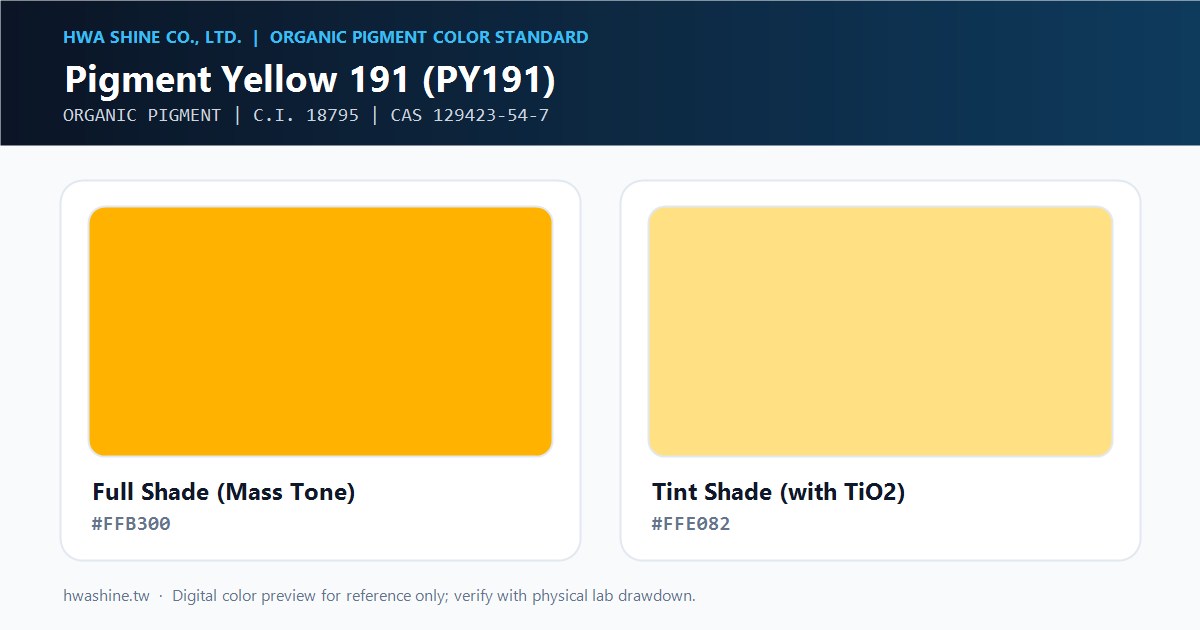 HWA SHINE CO., LTD. | ORGANIC PIGMENT COLOR STANDARD
Pigment Yellow 191 (PY191)
ORGANIC PIGMENT | C.I. 18795 | CAS 129423-54-7
Full Shade (Mass Tone)
#FFB300
Tint Shade (with TiO2)
#FFE082
hwashine.tw · Digital color preview for reference only; verify with physical lab drawdown.